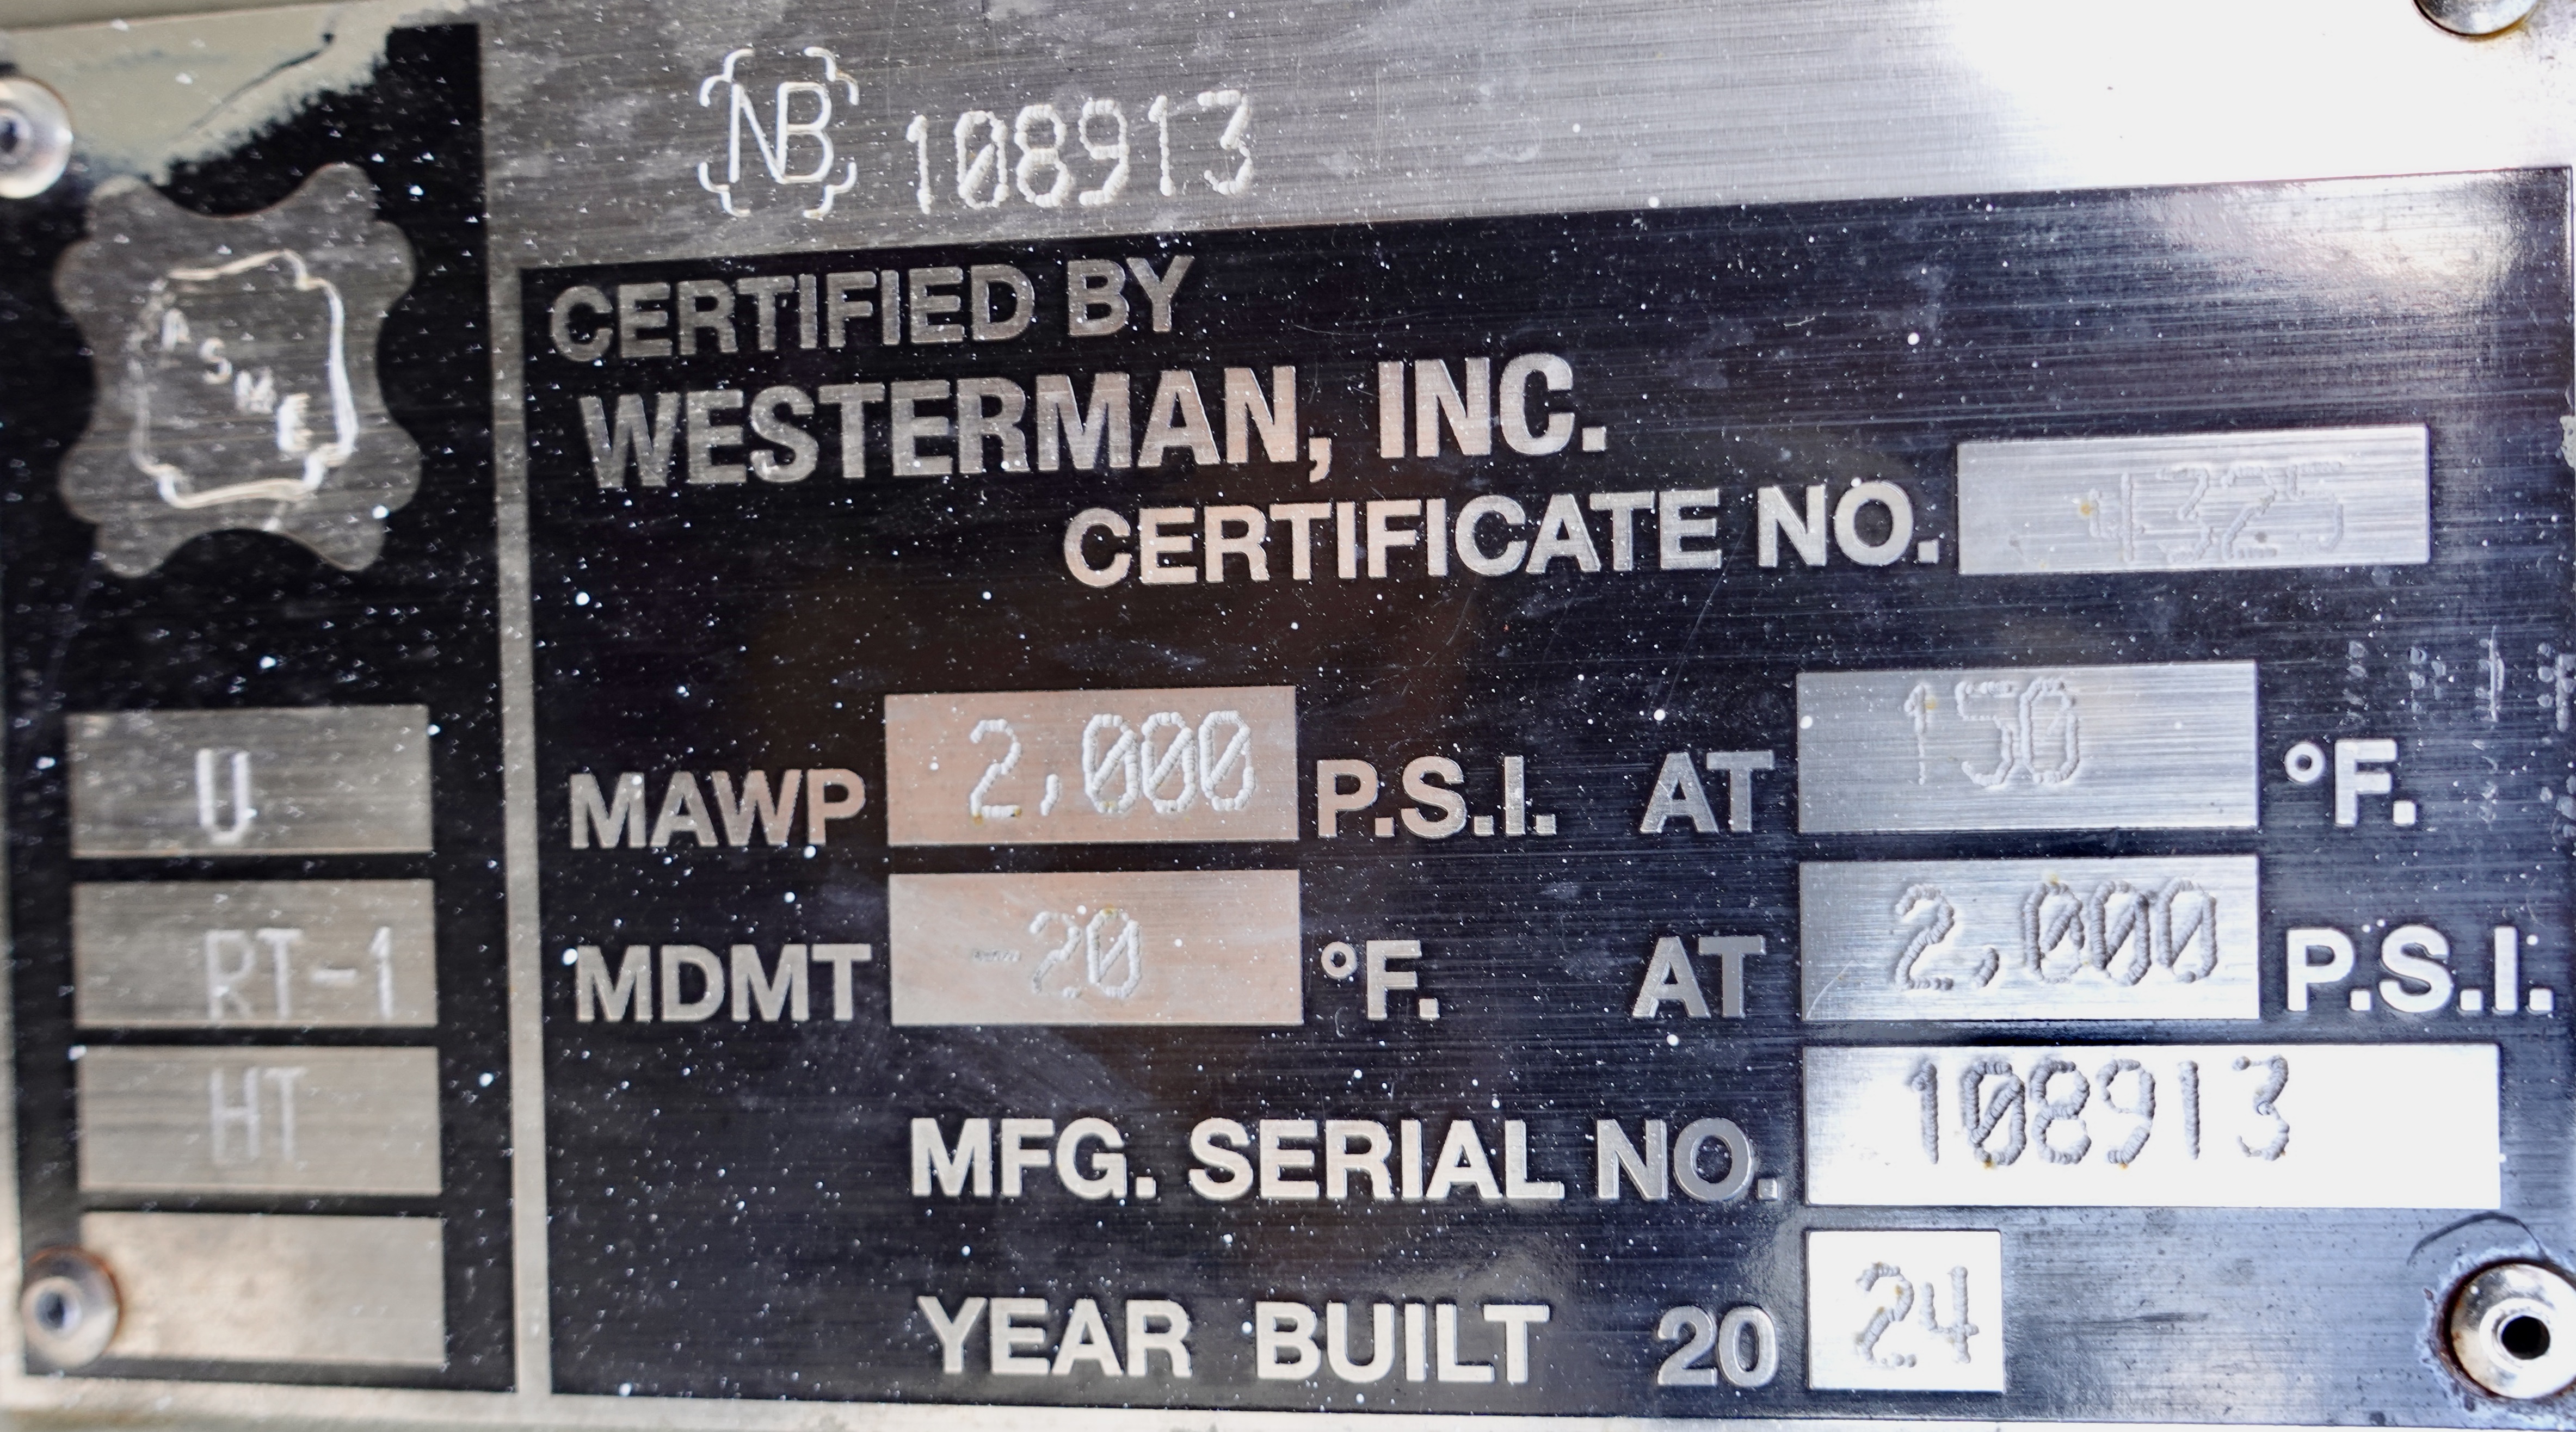 NB 108913
ASME
CERTIFIED BY
WESTERMAN, INC.
CERTIFICATE NO.
MAWP 2,000 P.S.I. AT 150 °F.
MDMT -20 °F. AT 2,000 P.S.I.
MFG. SERIAL NO. 108913
YEAR BUILT 2024
U
RT-1
HT